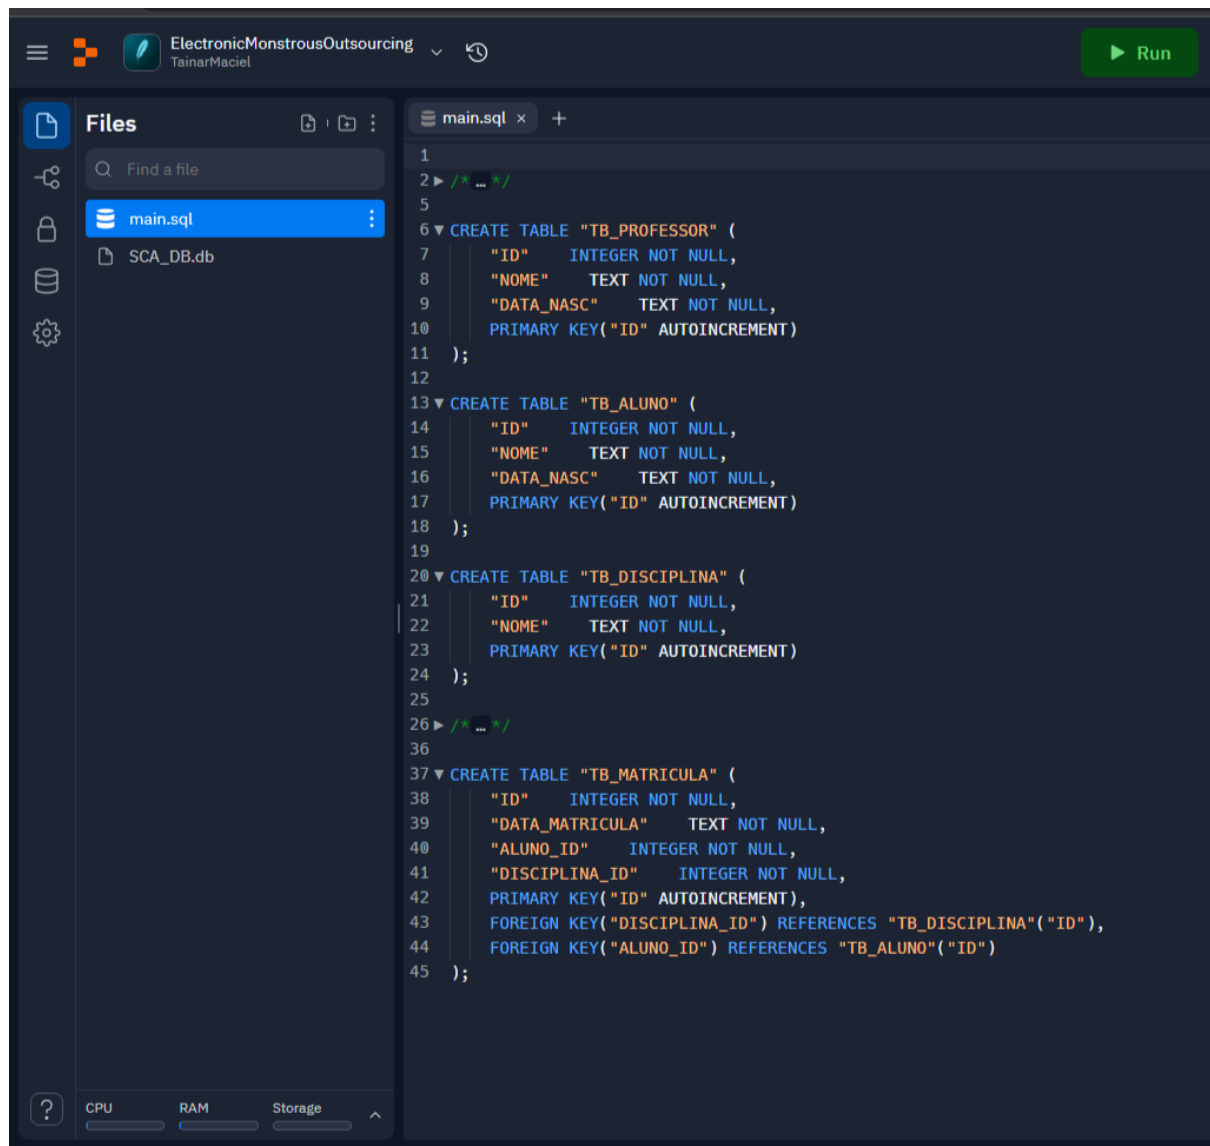 ElectronicMonstrousOutsourcing
TainarMaciel
Run
Files
Find a file
main.sql
SCA_DB.db
main.sql × +
1
2 /* … */
5
6 CREATE TABLE "TB_PROFESSOR" (
7 "ID" INTEGER NOT NULL,
8 "NOME" TEXT NOT NULL,
9 "DATA_NASC" TEXT NOT NULL,
10 PRIMARY KEY("ID" AUTOINCREMENT)
11 );
12
13 CREATE TABLE "TB_ALUNO" (
14 "ID" INTEGER NOT NULL,
15 "NOME" TEXT NOT NULL,
16 "DATA_NASC" TEXT NOT NULL,
17 PRIMARY KEY("ID" AUTOINCREMENT)
18 );
19
20 CREATE TABLE "TB_DISCIPLINA" (
21 "ID" INTEGER NOT NULL,
22 "NOME" TEXT NOT NULL,
23 PRIMARY KEY("ID" AUTOINCREMENT)
24 );
25
26 /* … */
36
37 CREATE TABLE "TB_MATRICULA" (
38 "ID" INTEGER NOT NULL,
39 "DATA_MATRICULA" TEXT NOT NULL,
40 "ALUNO_ID" INTEGER NOT NULL,
41 "DISCIPLINA_ID" INTEGER NOT NULL,
42 PRIMARY KEY("ID" AUTOINCREMENT),
43 FOREIGN KEY("DISCIPLINA_ID") REFERENCES "TB_DISCIPLINA"("ID"),
44 FOREIGN KEY("ALUNO_ID") REFERENCES "TB_ALUNO"("ID")
45 );
? CPU RAM Storage